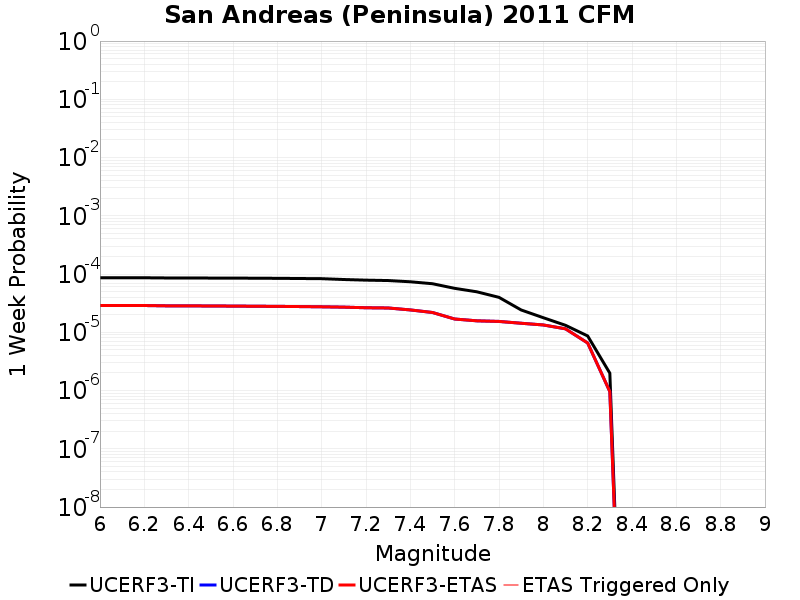 San Andreas (Peninsula) 2011 CFM
1 Week Probability
10^0
10^-1
10^-2
10^-3
10^-4
10^-5
10^-6
10^-7
10^-8
6 6.2 6.4 6.6 6.8 7 7.2 7.4 7.6 7.8 8 8.2 8.4 8.6 8.8 9
Magnitude
UCERF3-TI UCERF3-TD UCERF3-ETAS ETAS Triggered Only